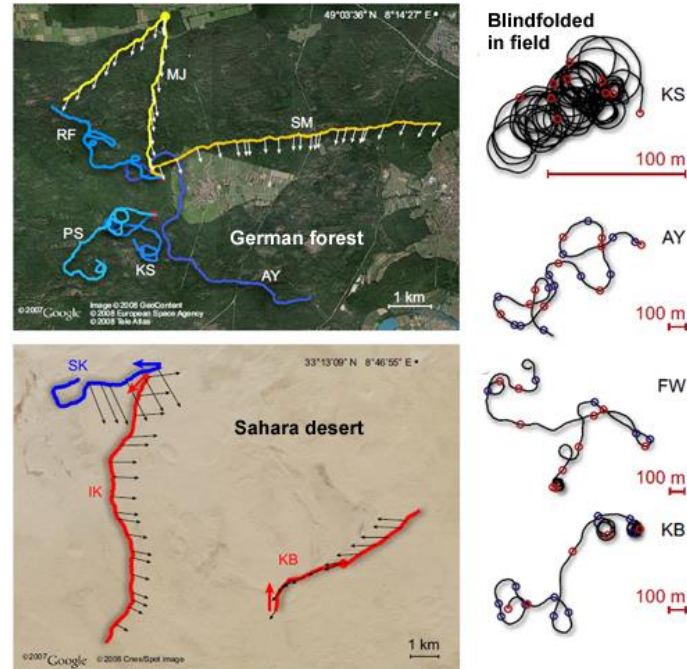 49°03'36" N 8°14'27" E
MJ
RF
SM
PS
KS
AY
German forest
©2007 Google
Image © 2008 GeoContent
© 2008 European Space Agency
© 2008 Tele Atlas
1 km
33°13'09" N 8°46'55" E
SK
Sahara desert
IK
KB
©2007 Google
© 2008 Cnes/Spot image
1 km
Blindfolded
in field
KS
100 m
AY
100 m
FW
100 m
KB
100 m